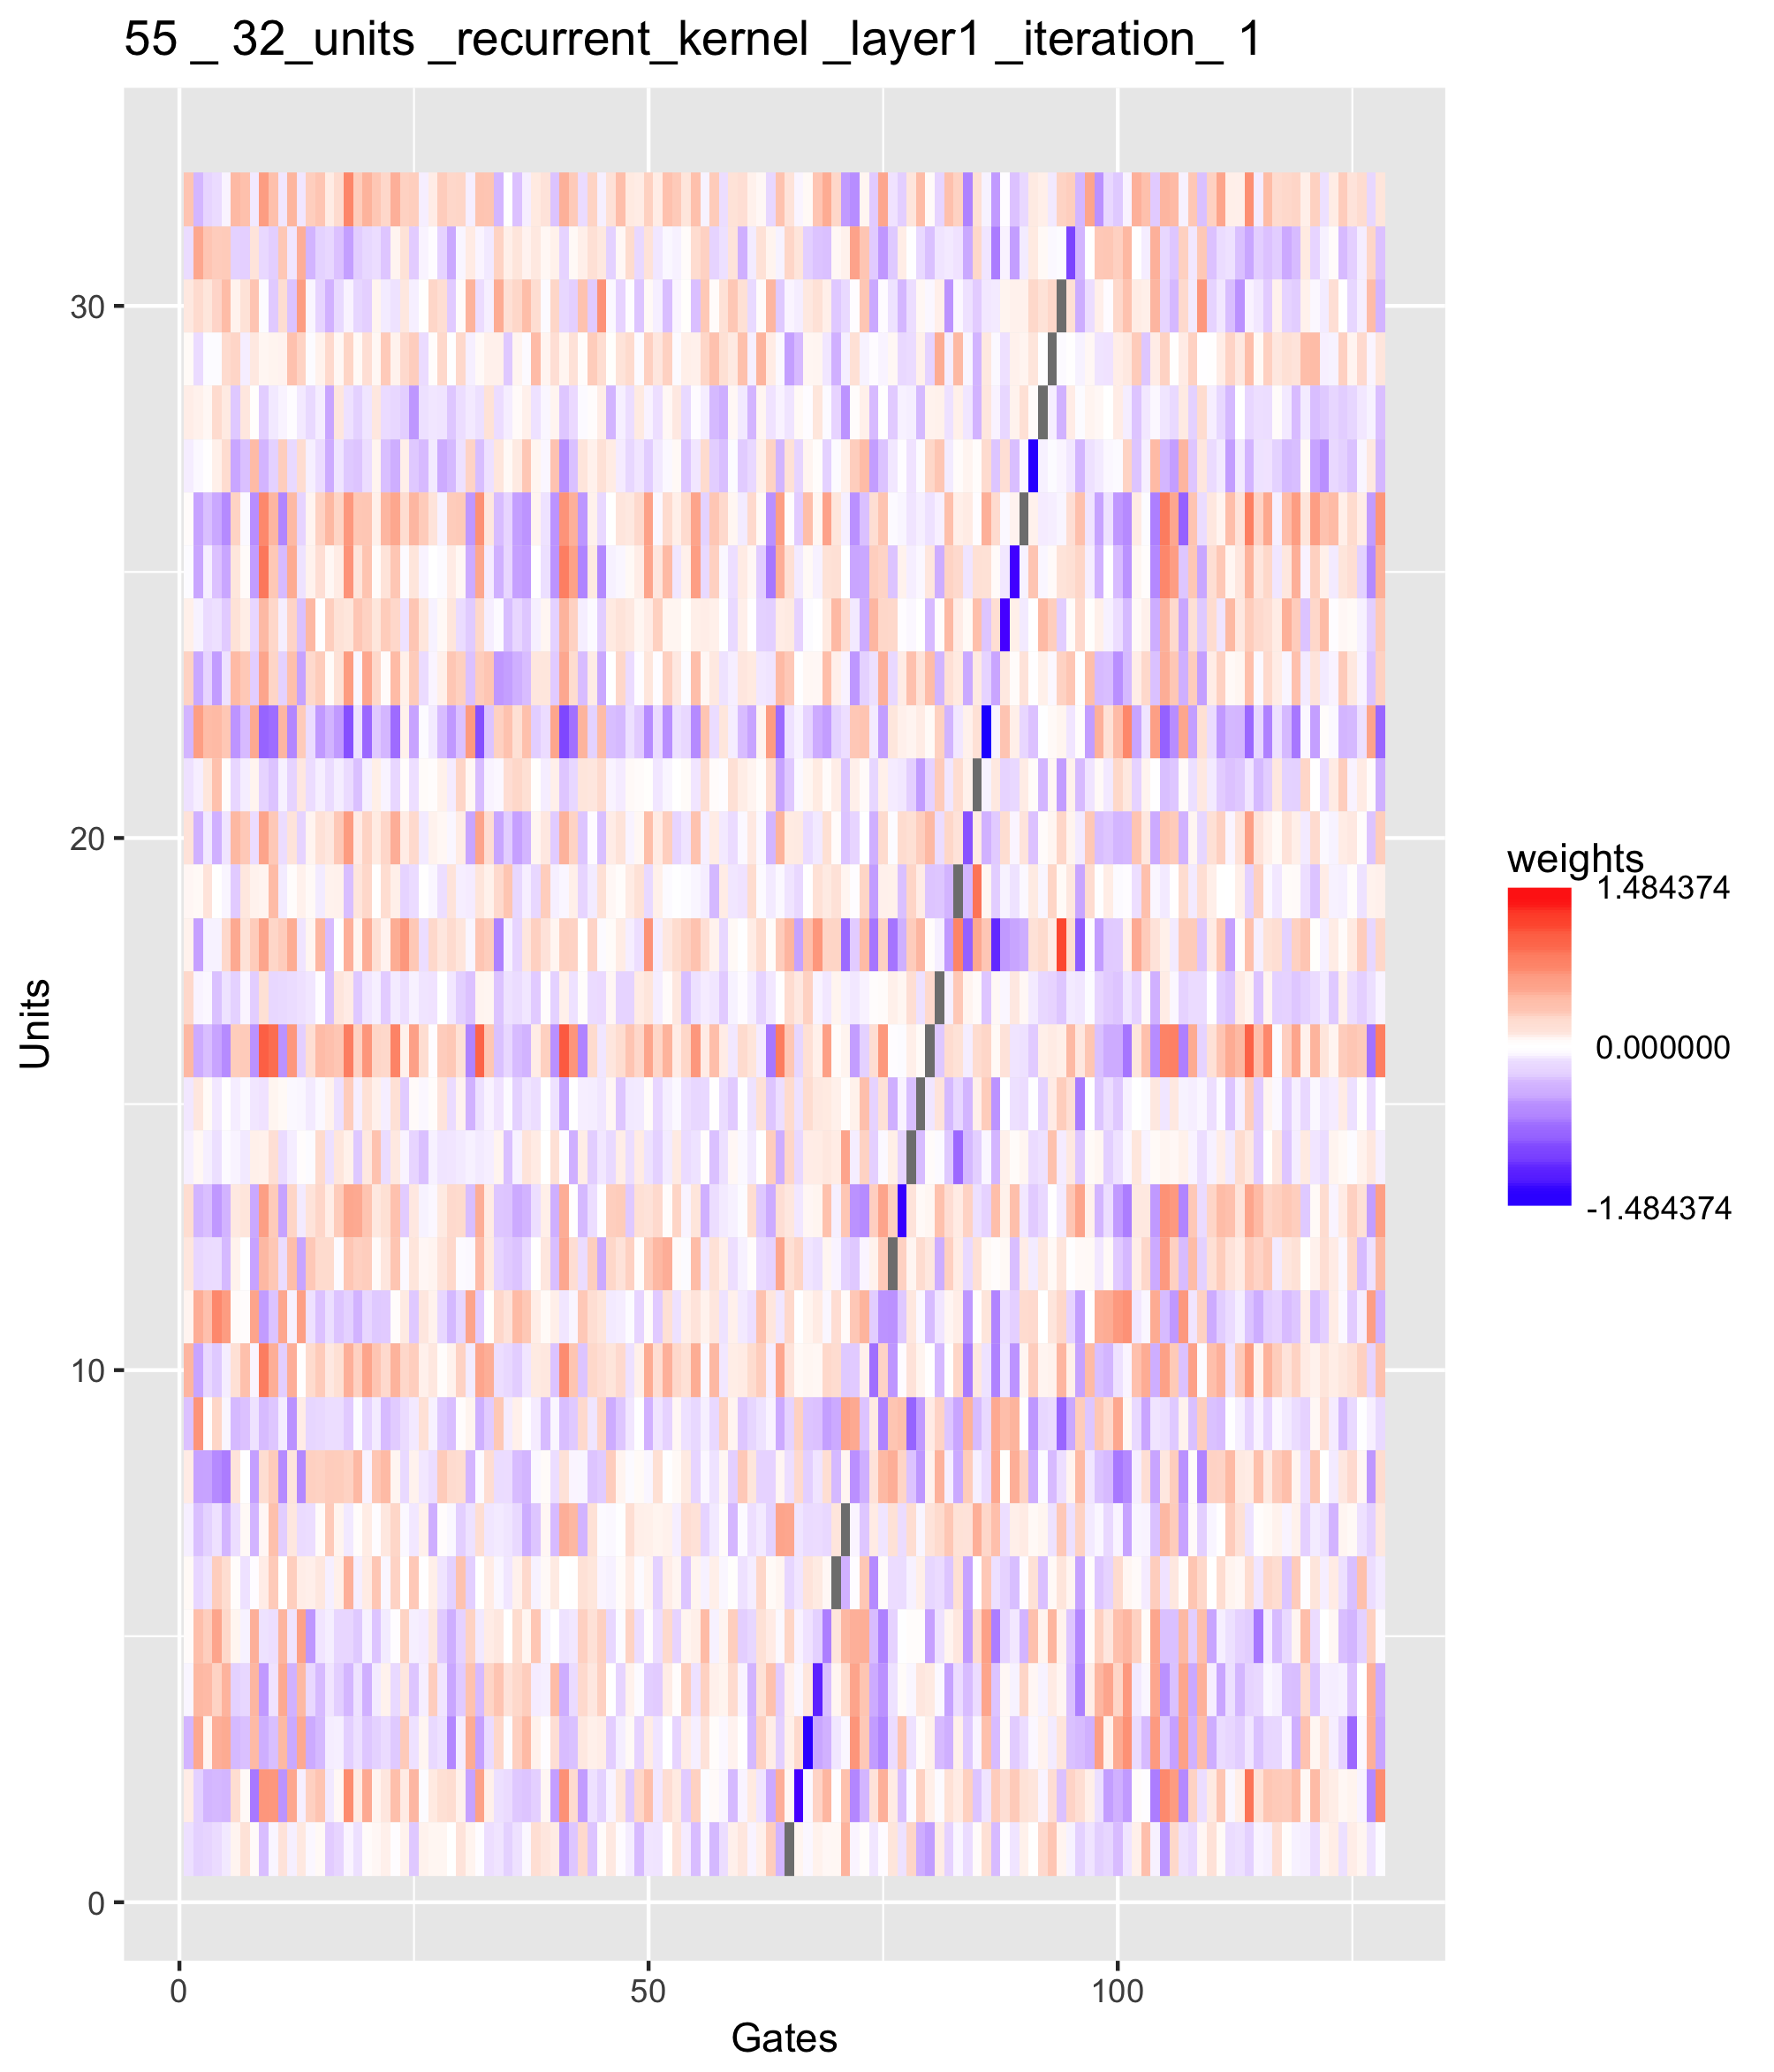 55 _ 32_units _recurrent_kernel _layer1 _iteration_ 1
30
20
10
0
Units
0 50 100
Gates
weights
1.484374
0.000000
-1.484374